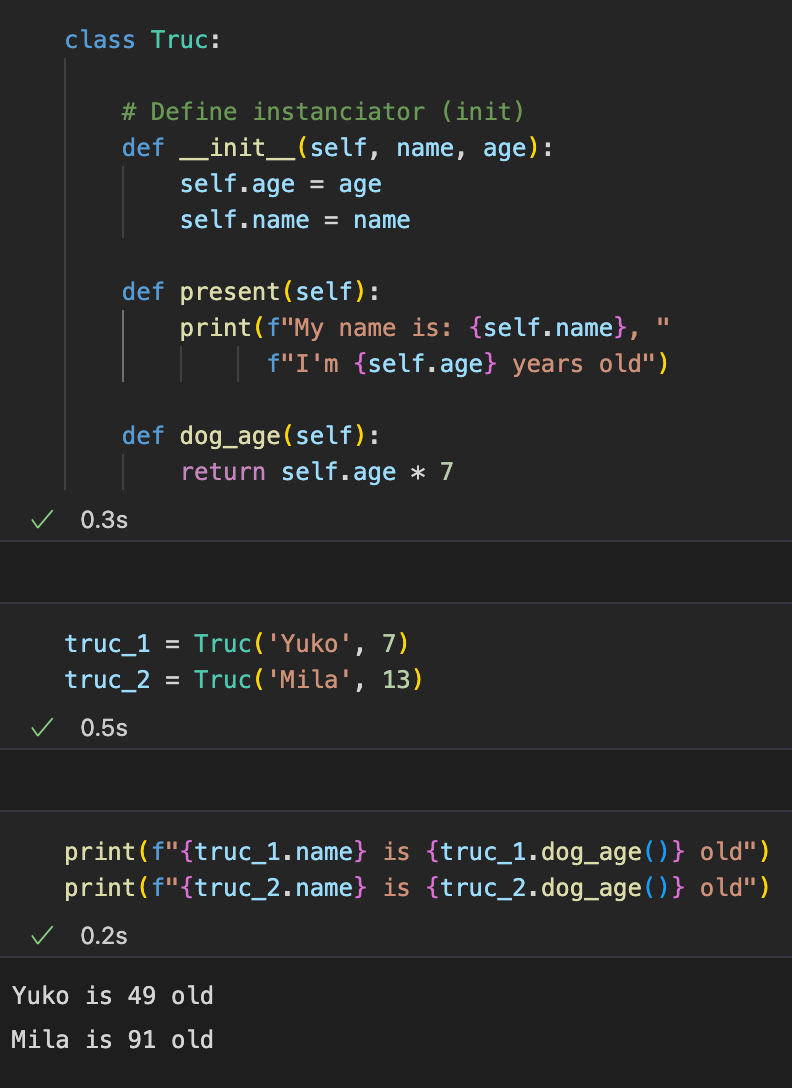 class Truc:
# Define instanciator (init)
def __init__(self, name, age):
self.age = age
self.name = name
def present(self):
print(f"My name is: {self.name}, "
f"I'm {self.age} years old")
def dog_age(self):
return self.age * 7
✓ 0.3s
truc_1 = Truc('Yuko', 7)
truc_2 = Truc('Mila', 13)
✓ 0.5s
print(f"{truc_1.name} is {truc_1.dog_age()} old")
print(f"{truc_2.name} is {truc_2.dog_age()} old")
✓ 0.2s
Yuko is 49 old
Mila is 91 old